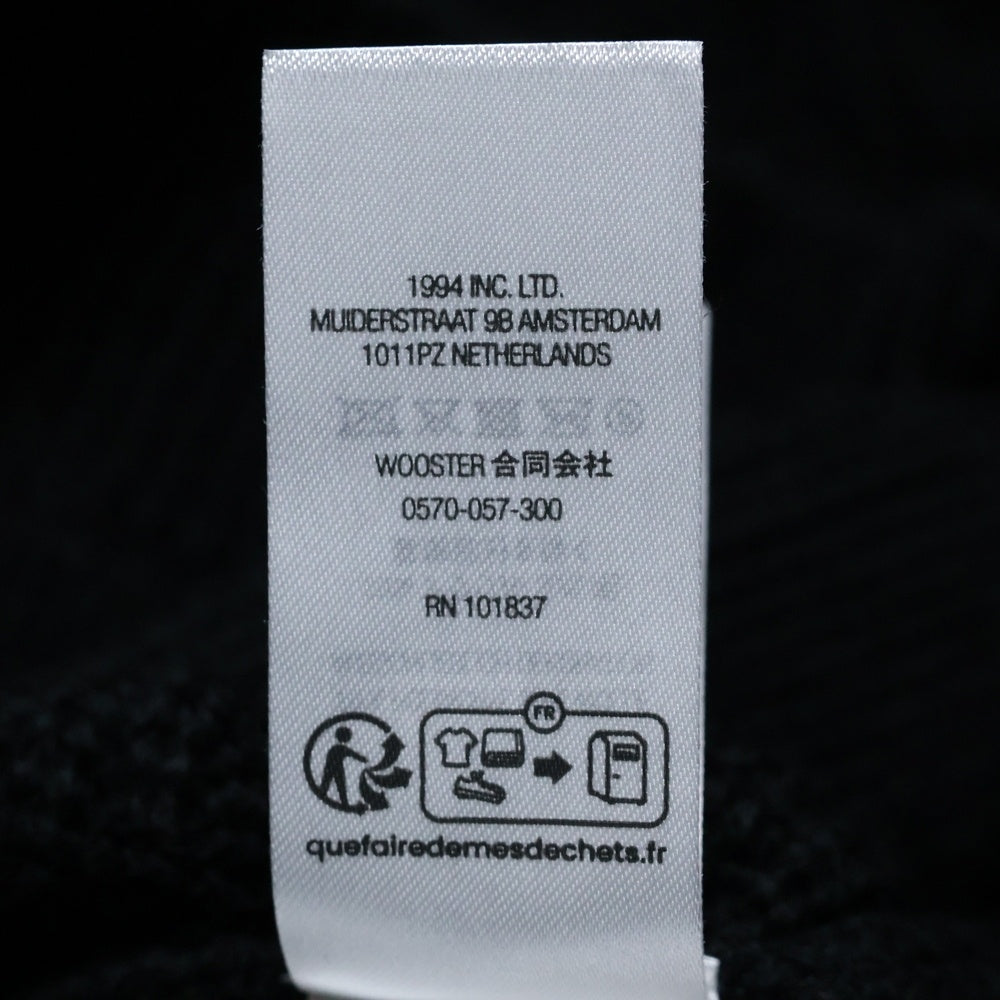 1994 INC. LTD.
MUIDERSTRAAT 9B AMSTERDAM
1011PZ NETHERLANDS
WOOSTER 合同会社
0570-057-300
RN 101837
FR
quefairedemesdechets.fr